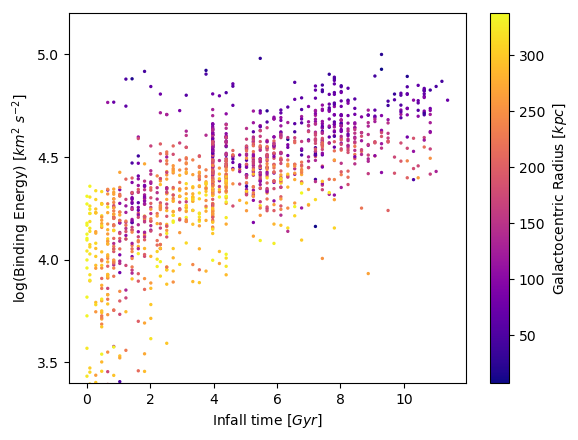 5.0
4.5
4.0
3.5
log(Binding Energy) [km² s⁻²]
0 2 4 6 8 10
Infall time [Gyr]
300
250
200
150
100
50
Galactocentric Radius [kpc]